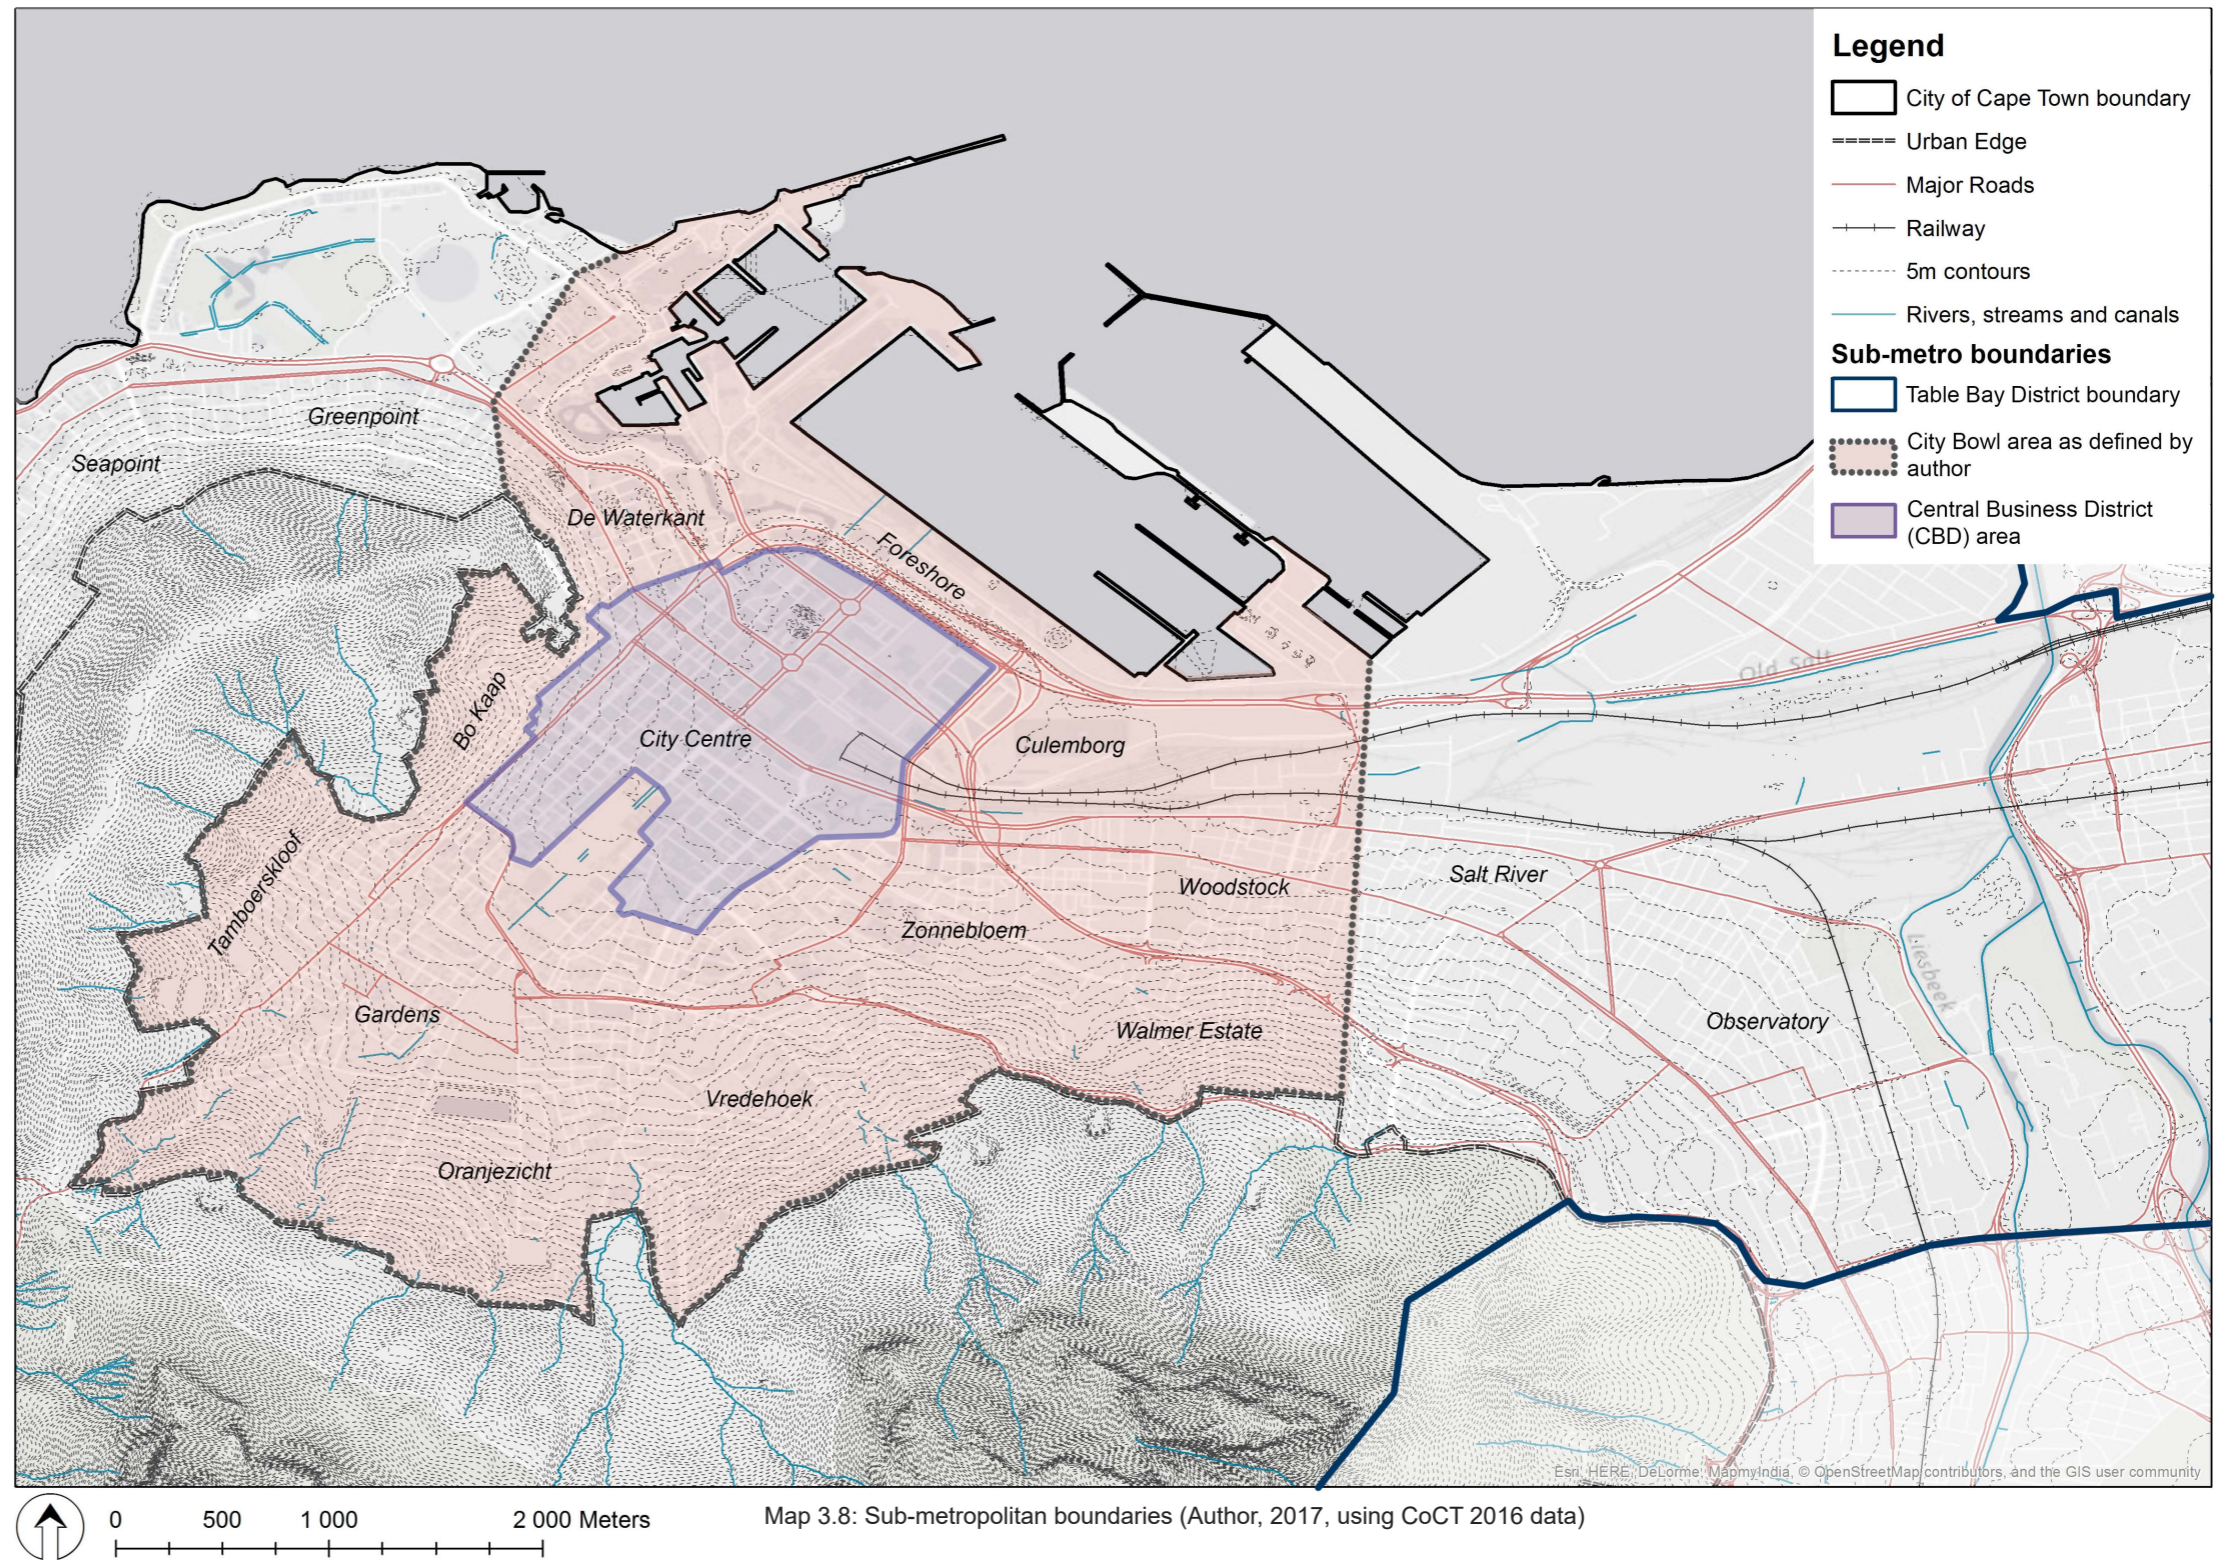 Legend
City of Cape Town boundary
Urban Edge
Major Roads
Railway
5m contours
Rivers, streams and canals
Sub-metro boundaries
Table Bay District boundary
City Bowl area as defined by
author
Central Business District
(CBD) area
Greenpoint
Seapoint
De Waterkant
Foreshore
Bo Kaap
City Centre
Culemborg
Old Salt
Tamboerskloof
Salt River
Woodstock
Zonnebloem
Liesbeek
Gardens
Observatory
Walmer Estate
Vredehoek
Oranjezicht
Esri, HERE, DeLorme, MapmyIndia, © OpenStreetMap contributors, and the GIS user community
0 500 1 000 2 000 Meters
Map 3.8: Sub-metropolitan boundaries (Author, 2017, using CoCT 2016 data)